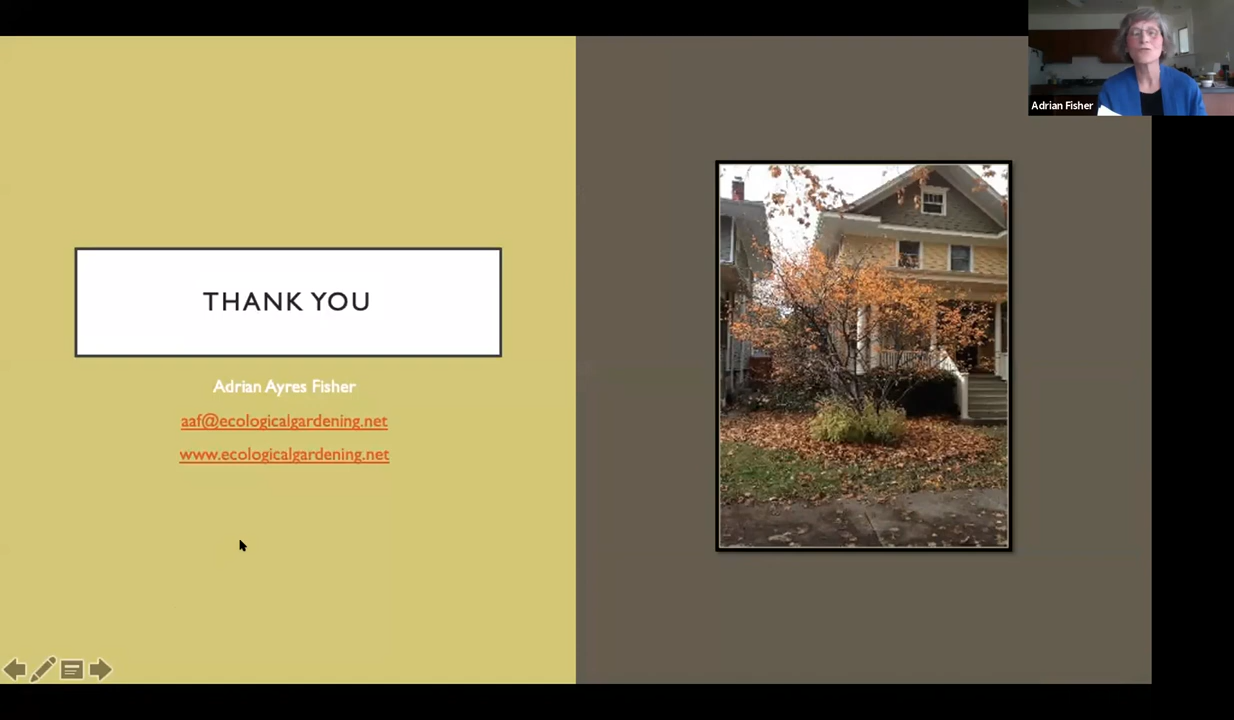 Adrian Fisher
THANK YOU
Adrian Ayres Fisher
aaf@ecologicalgardening.net
www.ecologicalgardening.net